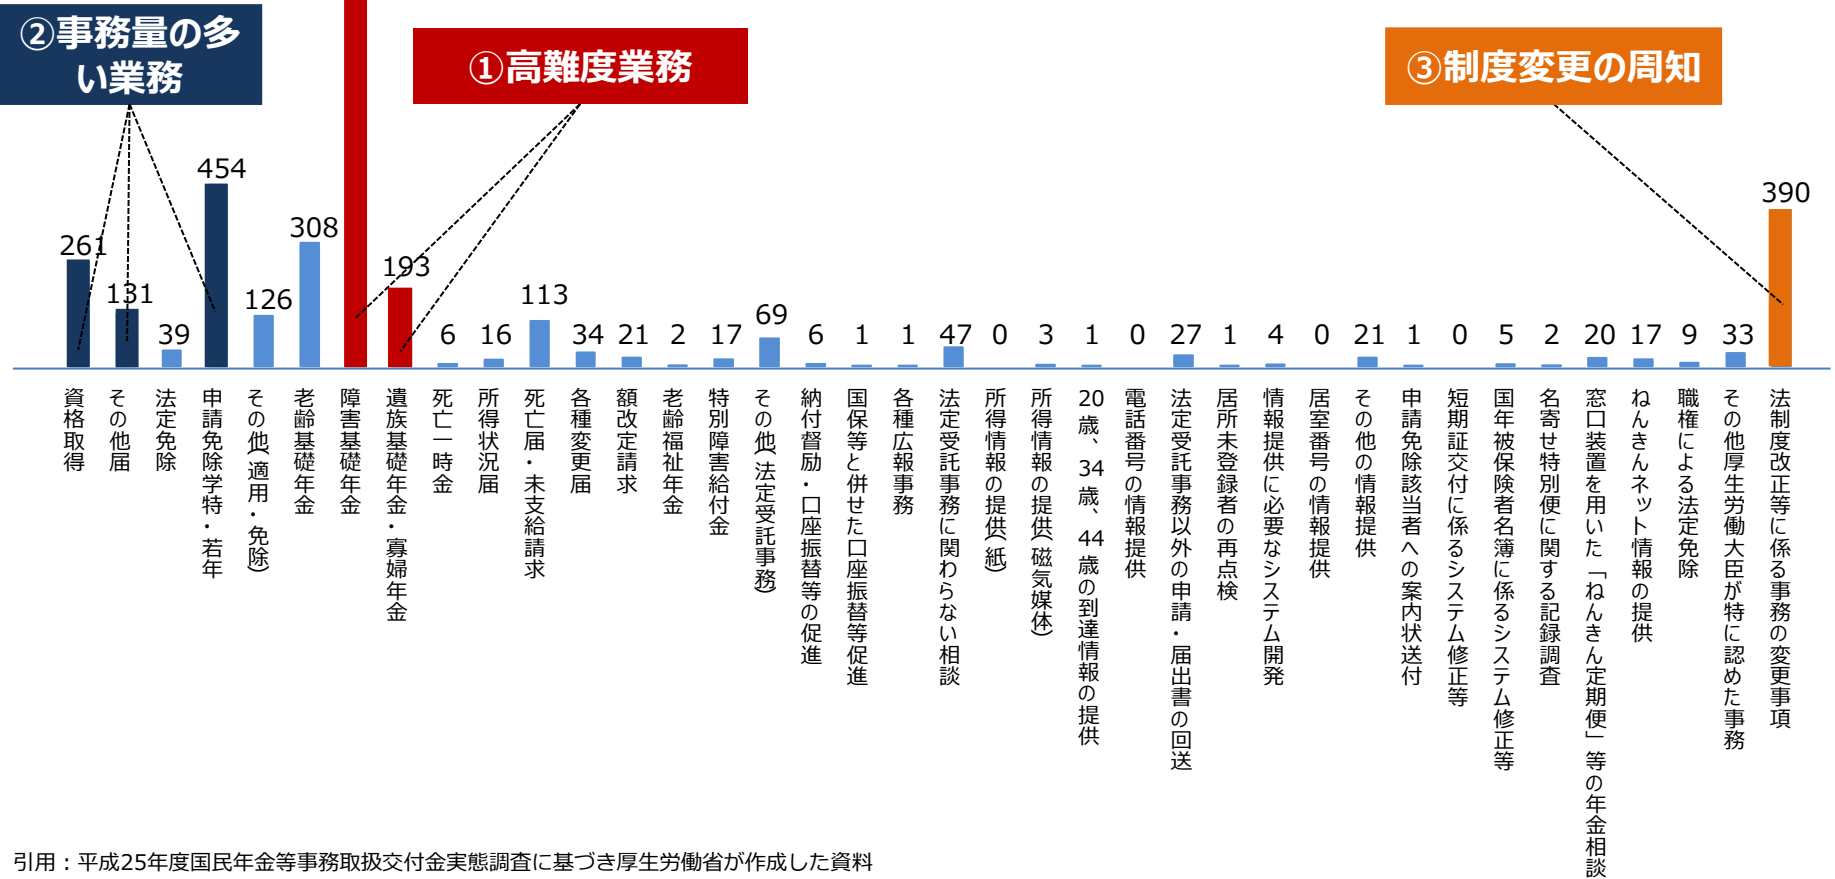 ②事務量の多
い業務
①高難度業務
③制度変更の周知
261
131
39
454
126
308
193
6
16
113
34
21
2
17
69
6
1
1
47
0
3
1
0
27
1
4
0
21
1
0
5
2
20
17
9
33
390
資格取得
その他届
法定免除
申請免除学特・若年
その他(適用・免除)
老齢基礎年金
障害基礎年金
遺族基礎年金・寡婦年金
死亡一時金
所得状況届
死亡届・未支給請求
各種変更届
額改定請求
老齢福祉年金
特別障害給付金
その他(法定受託事務)
納付督励・口座振替等の促進
国保等と併せた口座振替等促進
各種広報事務
法定受託事務に関わらない相談
所得情報の提供(紙)
所得情報の提供(磁気媒体)
20歳、34歳、44歳の到達情報の提供
電話番号の情報提供
法定受託事務以外の申請・届出書の回送
居所未登録者の再点検
情報提供に必要なシステム開発
居室番号の情報提供
その他の情報提供
申請免除該当者への案内状送付
短期証交付に係るシステム修正等
国年被保険者名簿に係るシステム修正等
名寄せ特別便に関する記録調査
窓口装置を用いた「ねんきん定期便」等の年金相談
ねんきんネット情報の提供
職権による法定免除
その他厚生労働大臣が特に認めた事務
法制度改正等に係る事務の変更事項
引用：平成25年度国民年金等事務取扱交付金実態調査に基づき厚生労働省が作成した資料